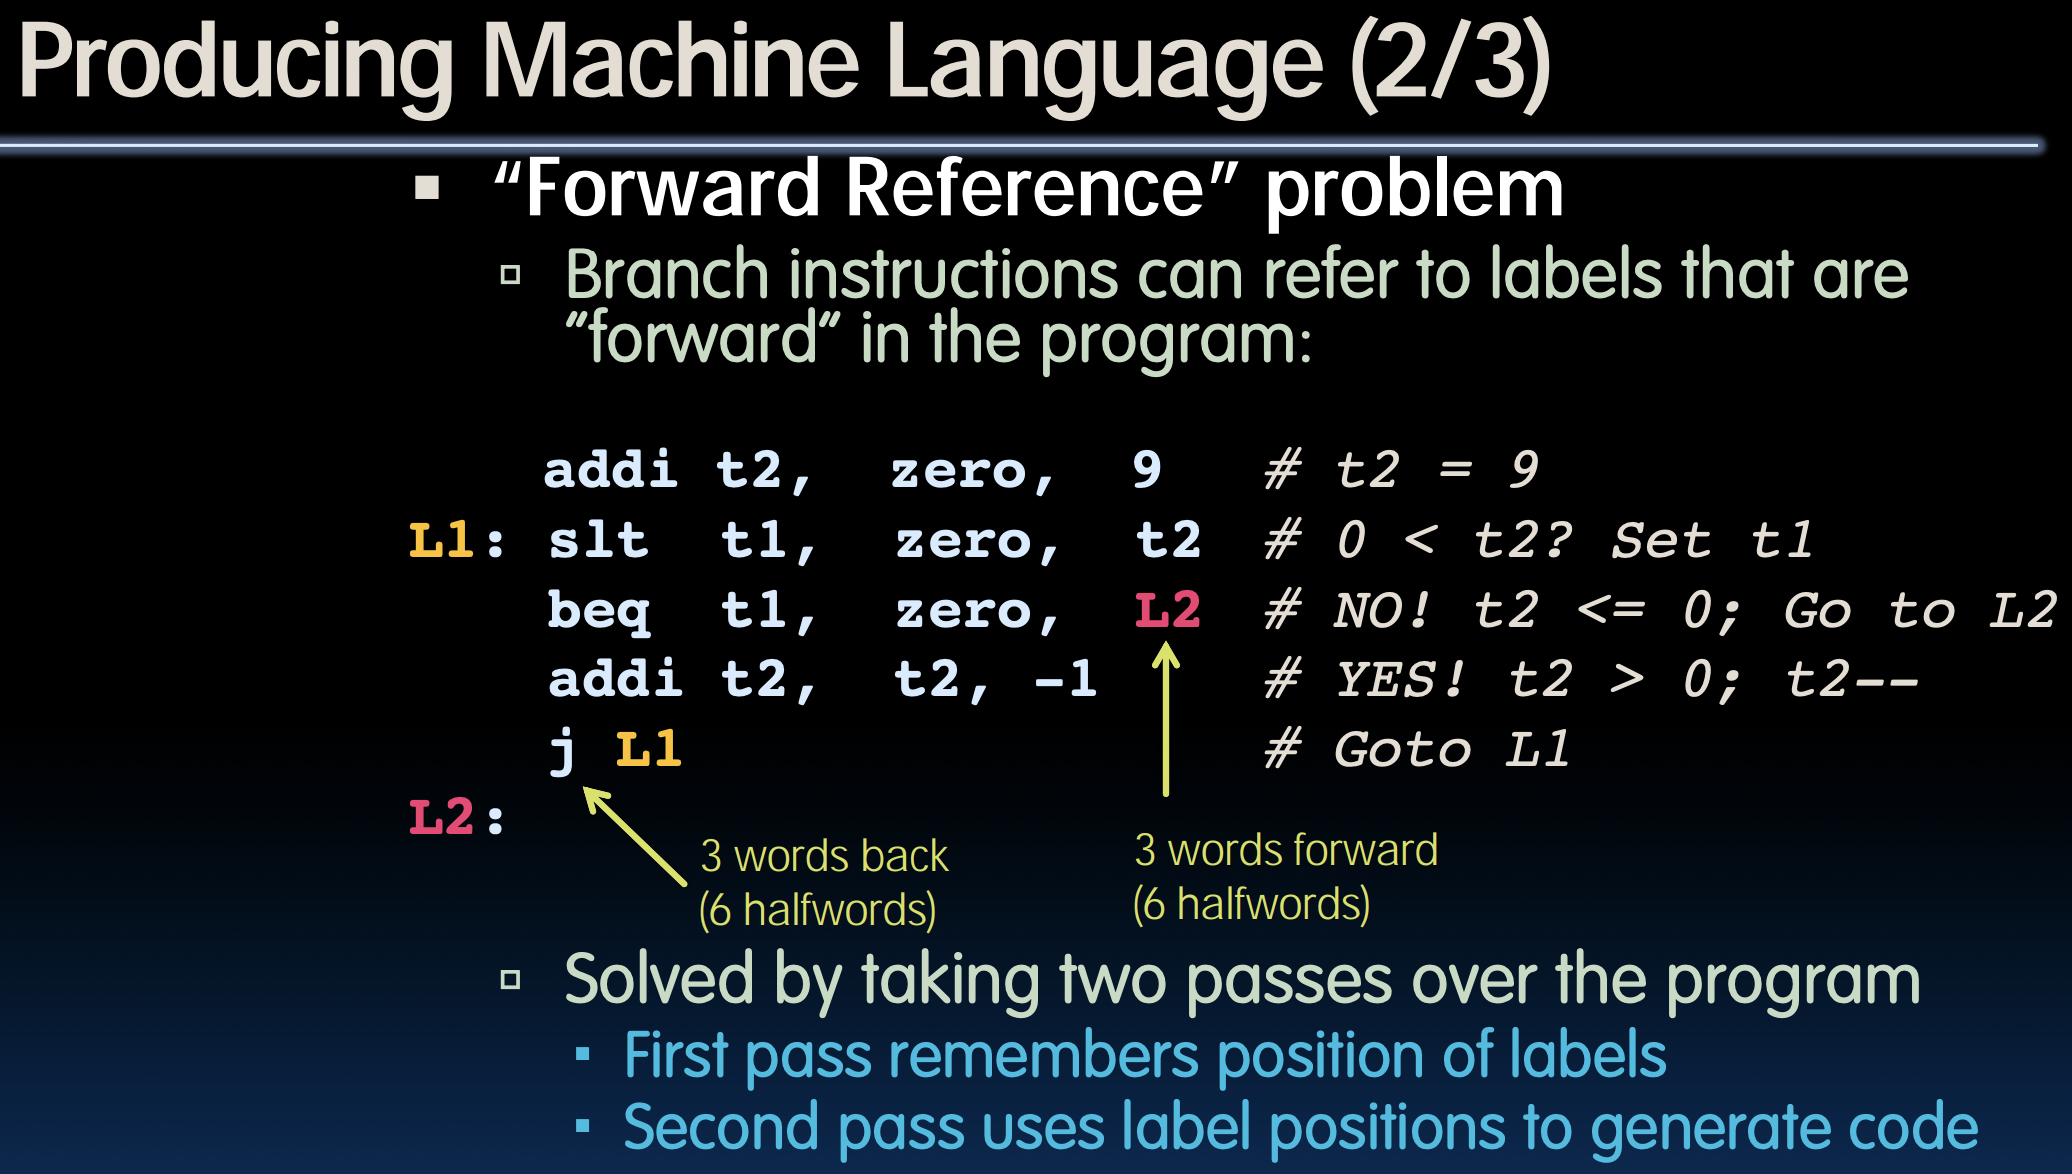 Producing Machine Language (2/3)
▪ “Forward Reference” problem
▫ Branch instructions can refer to labels that are
“forward” in the program:
addi t2, zero, 9 # t2 = 9
L1: slt t1, zero, t2 # 0 < t2? Set t1
beq t1, zero, L2 # NO! t2 <= 0; Go to L2
addi t2, t2, -1 # YES! t2 > 0; t2--
j L1 # Goto L1
L2:
3 words back
(6 halfwords)
3 words forward
(6 halfwords)
▫ Solved by taking two passes over the program
▪ First pass remembers position of labels
▪ Second pass uses label positions to generate code